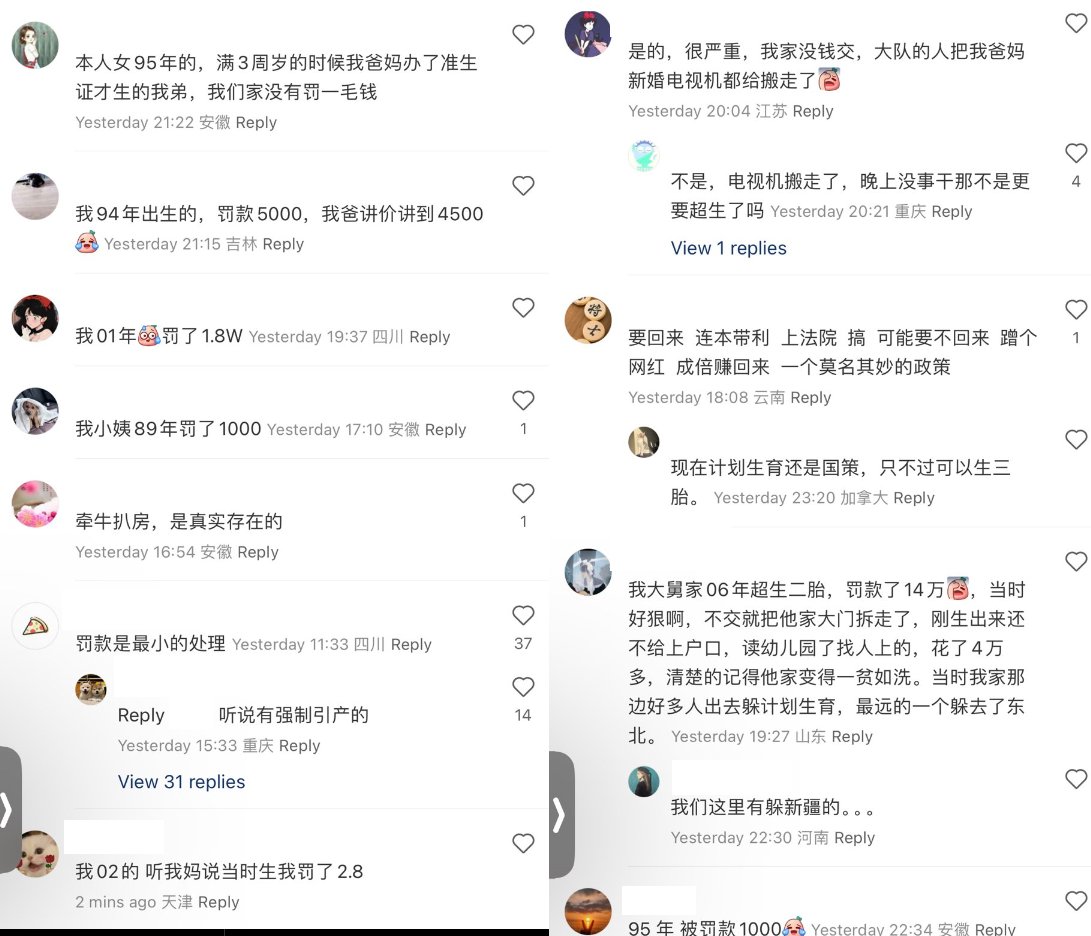 本人女95年的，满3周岁的时候我爸妈办了准生
证才生的我弟，我们家没有罚一毛钱
Yesterday 21:22 安徽 Reply
我94年出生的，罚款5000，我爸讲价讲到4500
Yesterday 21:15 吉林 Reply
我01年罚了1.8W Yesterday 19:37 四川 Reply
我小姨89年罚了1000 Yesterday 17:10 安徽 Reply
1
牵牛扒房，是真实存在的
1
Yesterday 16:54 安徽 Reply
罚款是最小的处理 Yesterday 11:33 四川 Reply
37
Reply 听说有强制引产的
14
Yesterday 15:33 重庆 Reply
View 31 replies
我02的 听我妈说当时生我罚了2.8
2 mins ago 天津 Reply
是的，很严重，我家没钱交，大队的人把我爸妈
新婚电视机都给搬走了
Yesterday 20:04 江苏 Reply
不是，电视机搬走了，晚上没事干那不是更
4
要超生了吗 Yesterday 20:21 重庆 Reply
View 1 replies
要回来 连本带利 上法院 搞 可能要不回来 蹭个
1
网红 成倍赚回来 一个莫名其妙的政策
Yesterday 18:08 云南 Reply
将
士
现在计划生育还是国策，只不过可以生三
胎。 Yesterday 23:20 加拿大 Reply
我大舅家06年超生二胎，罚款了14万，当时
好狠啊，不交就把他家大门拆走了，刚生出来还
不给上户口，读幼儿园了找人上的，花了4万
多，清楚的记得他家变得一贫如洗。当时我家那
边好多人出去躲计划生育，最远的一个躲去了东
北。 Yesterday 19:27 山东 Reply
我们这里有躲新疆的。。。
Yesterday 22:30 河南 Reply
95年 被罚款1000 Yesterday 22:34 安徽 Reply